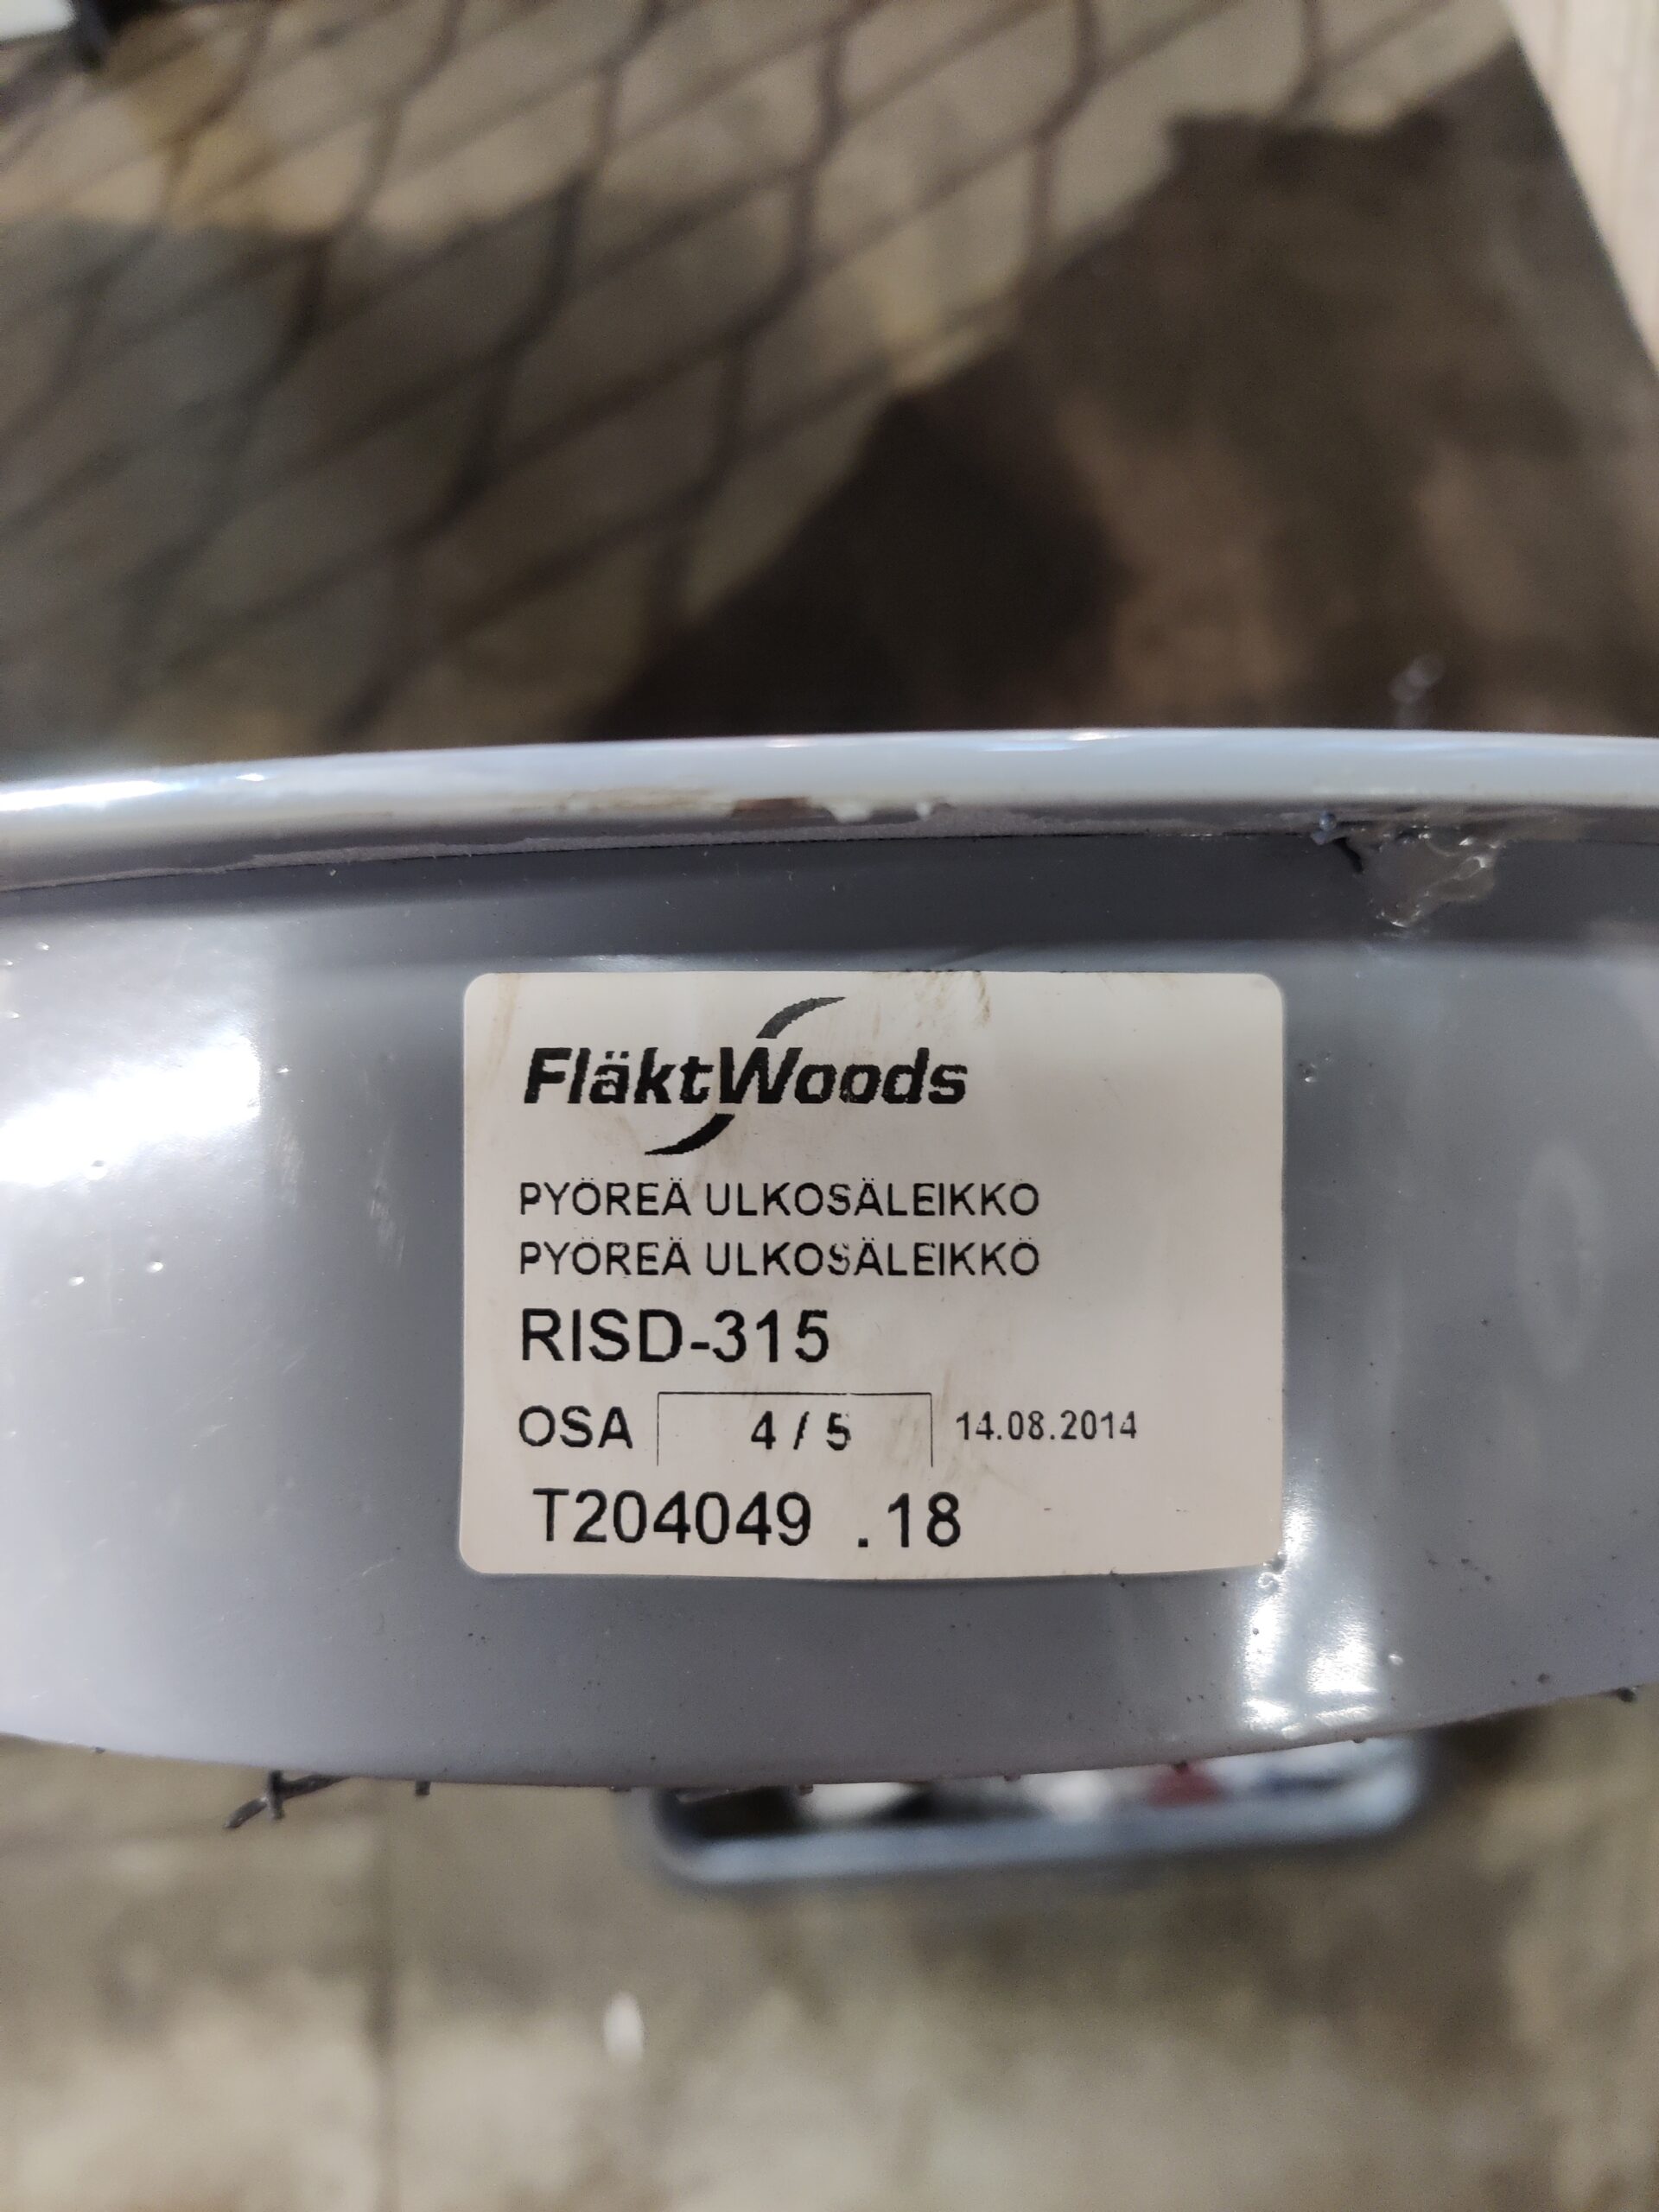 FläktWoods
PYÖREÄ ULKOSÄLEIKKÖ
PYÖREÄ ULKOSÄLEIKKÖ
RISD-315
OSA 4 / 5 14.08.2014
T204049 .18